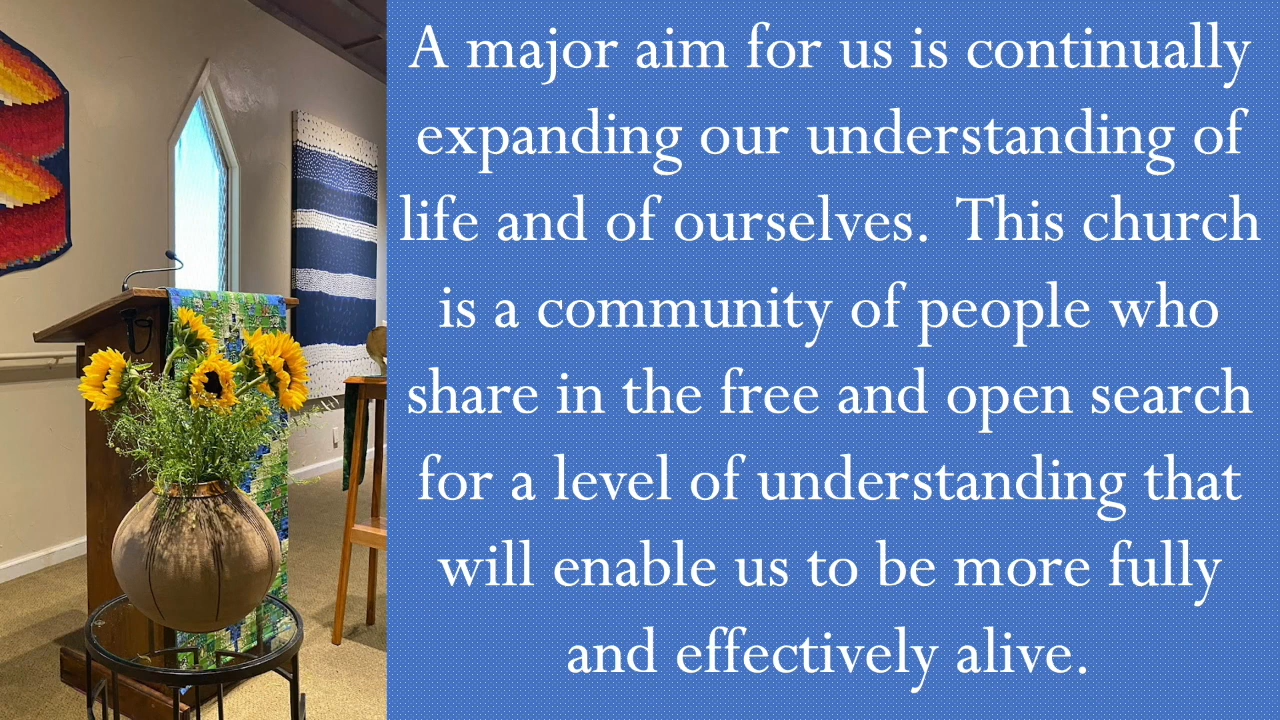 A major aim for us is continually
expanding our understanding of
life and of ourselves.  This church
is a community of people who
share in the free and open search
for a level of understanding that
will enable us to be more fully
and effectively alive.